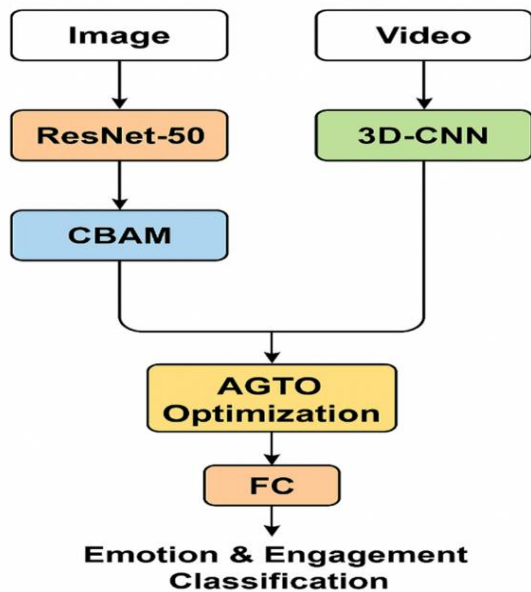 Image
Video
ResNet-50
3D-CNN
CBAM
AGTO
Optimization
FC
Emotion & Engagement
Classification